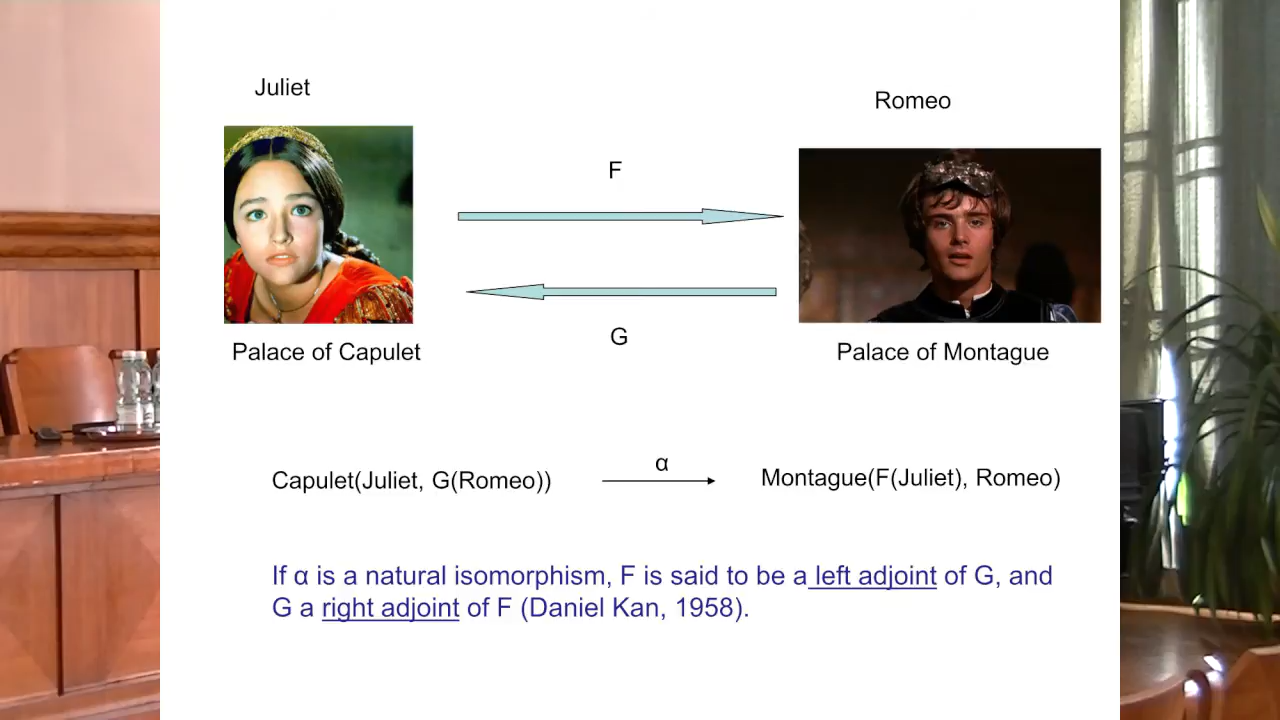 Juliet
Romeo
F
G
Palace of Capulet
Palace of Montague
α
Capulet(Juliet, G(Romeo))
Montague(F(Juliet), Romeo)
If α is a natural isomorphism, F is said to be a left adjoint of G, and
G a right adjoint of F (Daniel Kan, 1958).